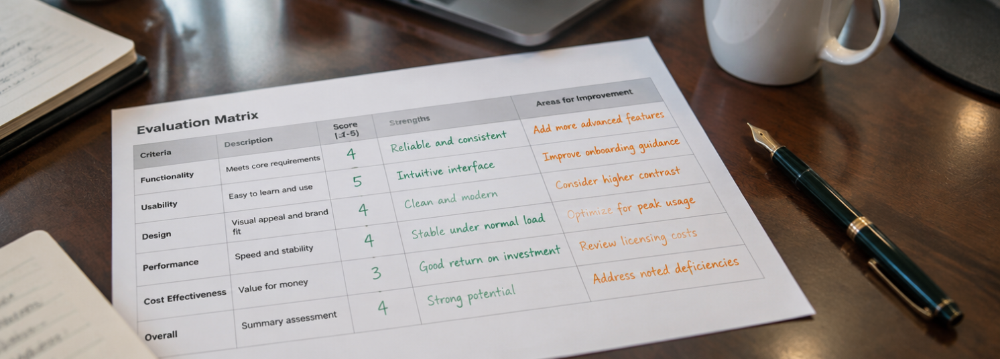 Evaluation Matrix
Criteria Description Score Strengths Areas for Improvement
(1-5)
Functionality Meets core requirements 4 Reliable and consistent Add more advanced features
Usability Easy to learn and use 5 Intuitive interface Improve onboarding guidance
Design Visual appeal and brand 4 Clean and modern Consider higher contrast
fit
Performance Speed and stability 4 Stable under normal load Optimize for peak usage
Cost Effectiveness Value for money 3 Good return on investment Review licensing costs
Overall Summary assessment 4 Strong potential Address noted deficiencies